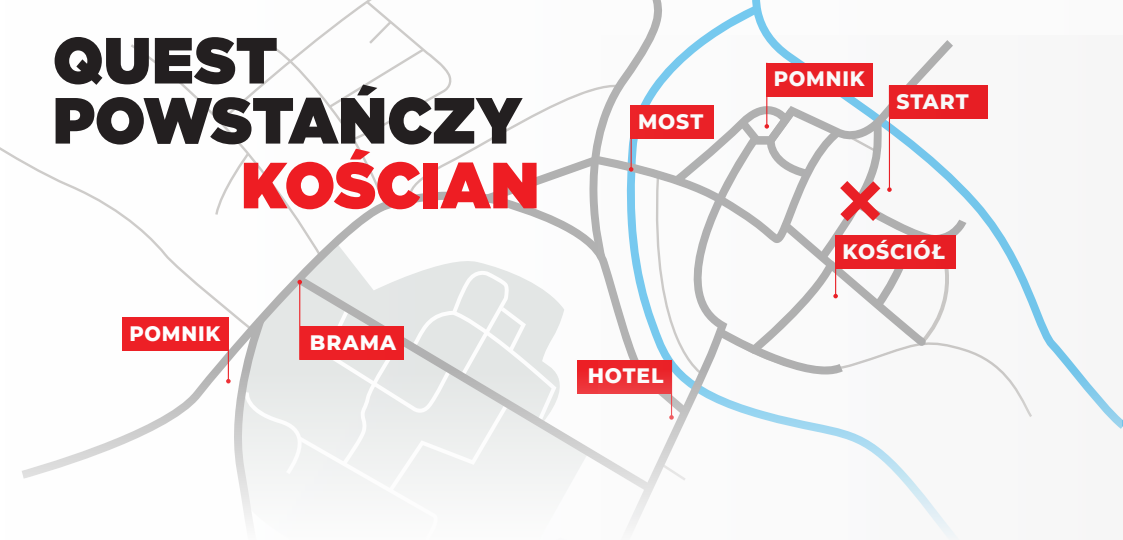 QUEST
POWSTAŃCZY
KOŚCIAN
POMNIK
START
MOST
KOŚCIÓŁ
POMNIK
BRAMA
HOTEL